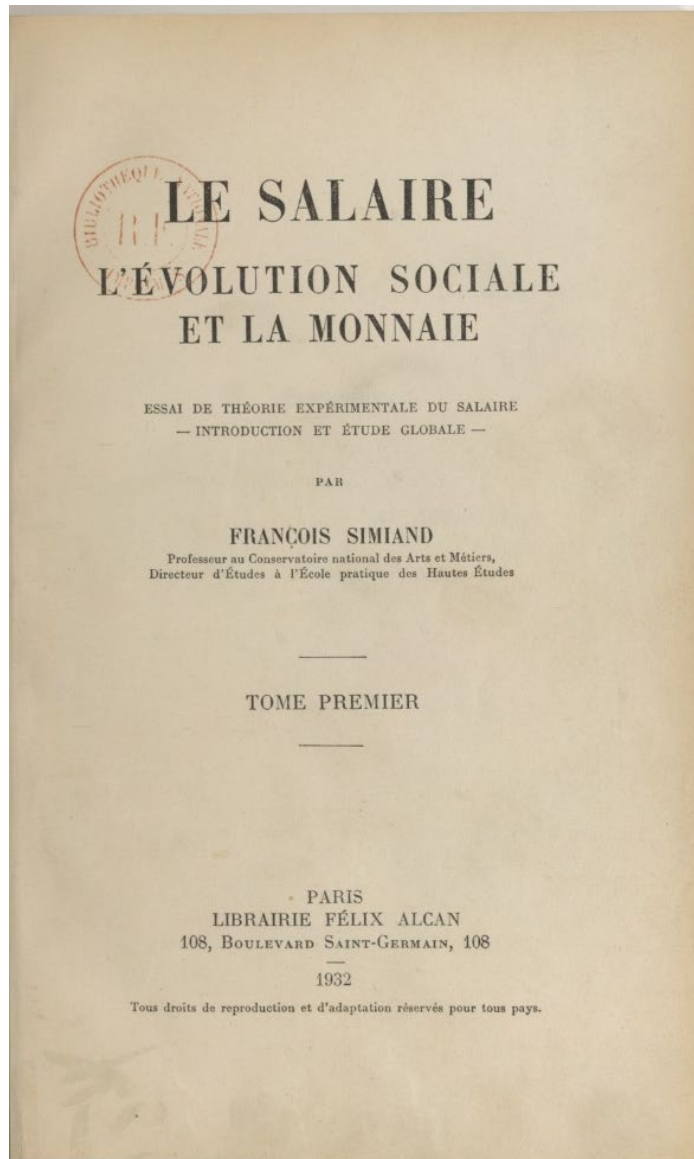 BIBLIOTHÈQUE NATIONALE
LE SALAIRE
L'ÉVOLUTION SOCIALE
ET LA MONNAIE
ESSAI DE THÉORIE EXPÉRIMENTALE DU SALAIRE
— INTRODUCTION ET ÉTUDE GLOBALE —
PAR
FRANÇOIS SIMIAND
Professeur au Conservatoire national des Arts et Métiers,
Directeur d'Études à l'École pratique des Hautes Études
TOME PREMIER
PARIS
LIBRAIRIE FÉLIX ALCAN
108, BOULEVARD SAINT-GERMAIN, 108
1932
Tous droits de reproduction et d'adaptation réservés pour tous pays.